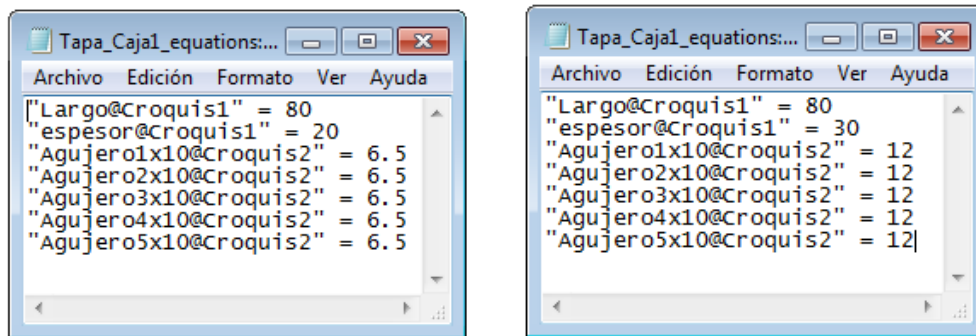 Tapa_Caja1_equations:...
Archivo Edición Formato Ver Ayuda
"Largo@Croquis1" = 80
"espesor@Croquis1" = 20
"Agujero1x10@Croquis2" = 6.5
"Agujero2x10@Croquis2" = 6.5
"Agujero3x10@Croquis2" = 6.5
"Agujero4x10@Croquis2" = 6.5
"Agujero5x10@Croquis2" = 6.5
Tapa_Caja1_equations:...
Archivo Edición Formato Ver Ayuda
"Largo@Croquis1" = 80
"espesor@Croquis1" = 30
"Agujero1x10@Croquis2" = 12
"Agujero2x10@Croquis2" = 12
"Agujero3x10@Croquis2" = 12
"Agujero4x10@Croquis2" = 12
"Agujero5x10@Croquis2" = 12